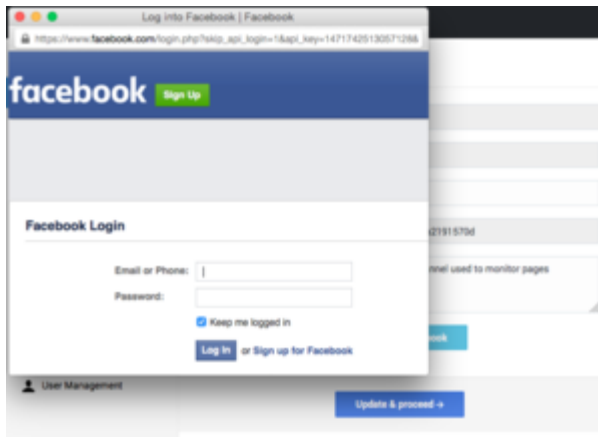 Log into Facebook | Facebook
https://www.facebook.com/login.php?skip_api_login=1&api_key=1471742513057128&
facebook Sign Up
Facebook Login
Email or Phone:
Password:
Keep me logged in
Log In or Sign up for Facebook
2191570d
nnel used to monitor pages
ook
User Management
Update & proceed →